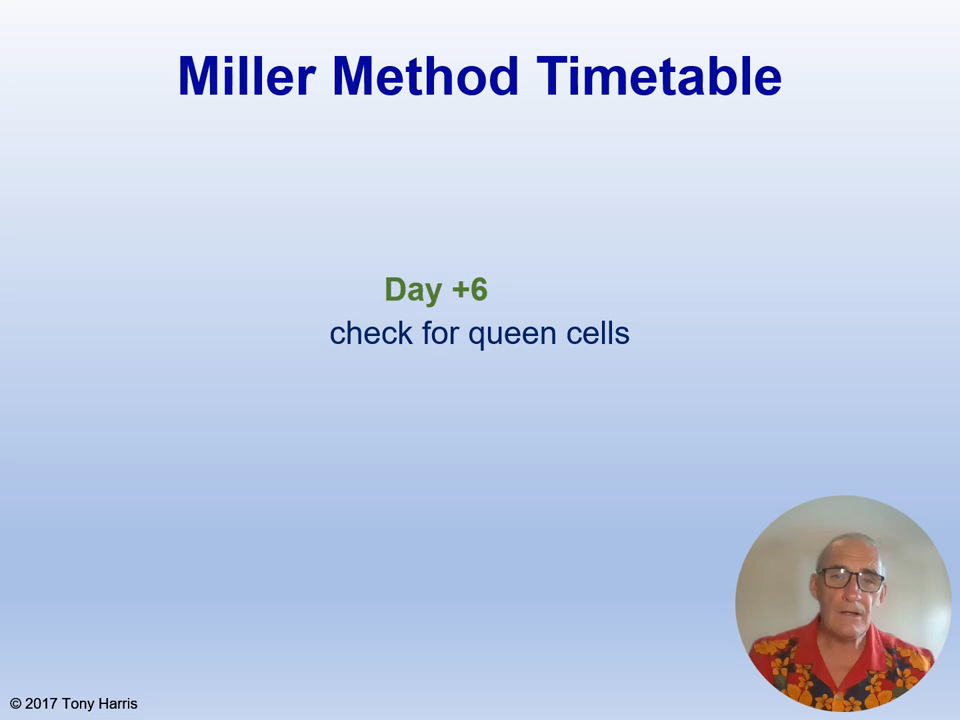 Miller Method Timetable
Day +6
check for queen cells
© 2017 Tony Harris